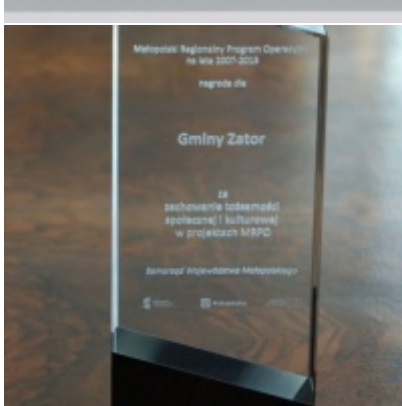 Małopolski Regionalny Program Operacyjny
na lata 2007-2013
nagroda dla
Gminy Zator
za
zachowanie tożsamości
społecznej i kulturowej
w projektach MRPO
Samorząd Województwa Małopolskiego